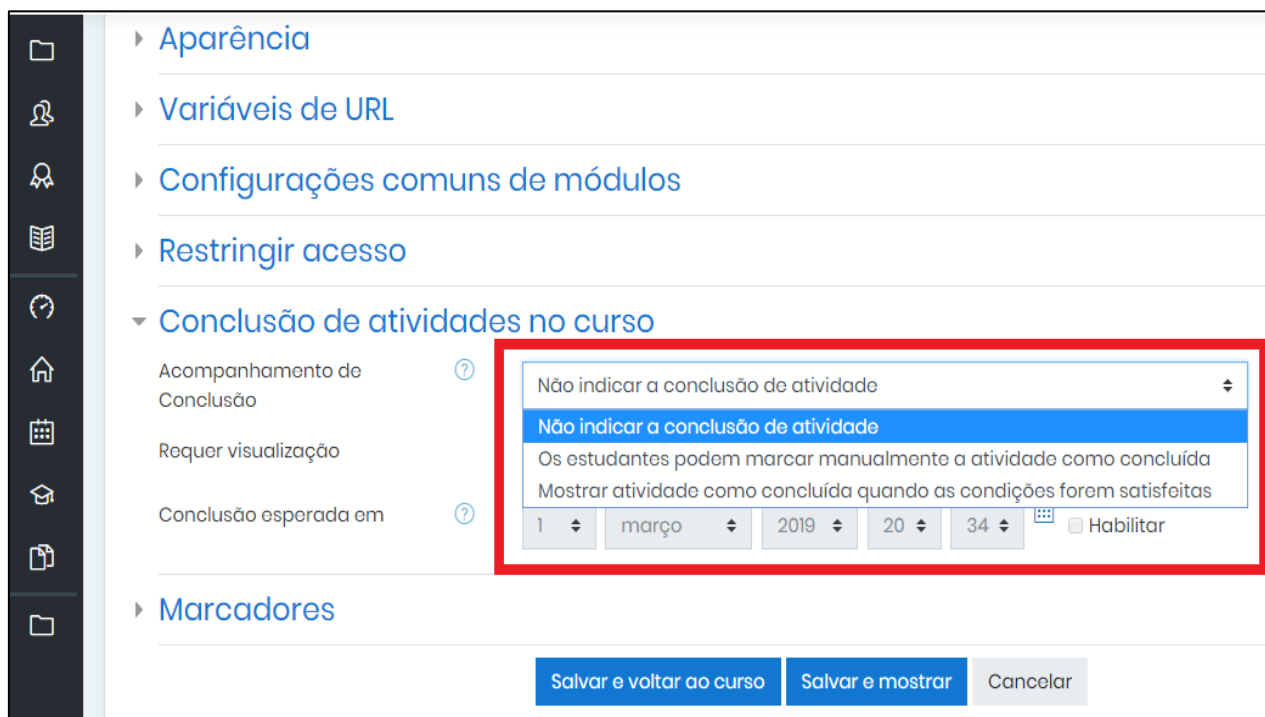 Aparência
Variáveis de URL
Configurações comuns de módulos
Restringir acesso
Conclusão de atividades no curso
Acompanhamento de
Conclusão
Não indicar a conclusão de atividade
Não indicar a conclusão de atividade
Os estudantes podem marcar manualmente a atividade como concluída
Mostrar atividade como concluída quando as condições forem satisfeitas
Requer visualização
Conclusão esperada em
1 março 2019 20 34 Habilitar
Marcadores
Salvar e voltar ao curso Salvar e mostrar Cancelar